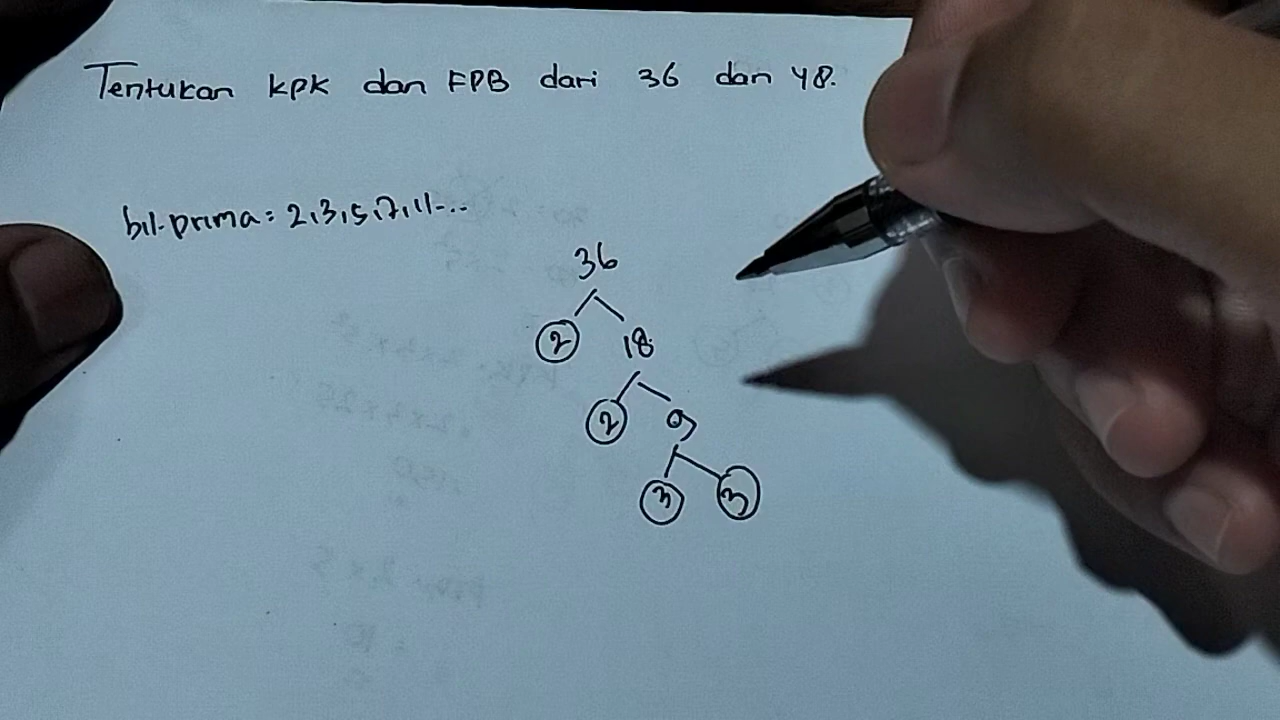 Tentukan kpk dan FPB dari 36 dan 48.
bil. prima: 2,3,5,7,11...
36
2 18
2 9
3 3